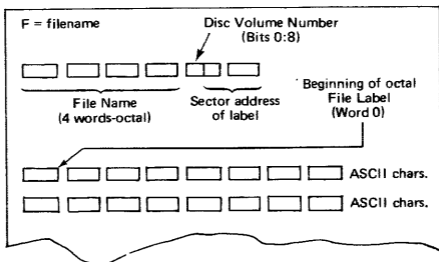 F = filename
Disc Volume Number
(Bits 0:8)
File Name
(4 words-octal)
Sector address
of label
Beginning of octal
File Label
(Word 0)
ASCII chars.
ASCII chars.